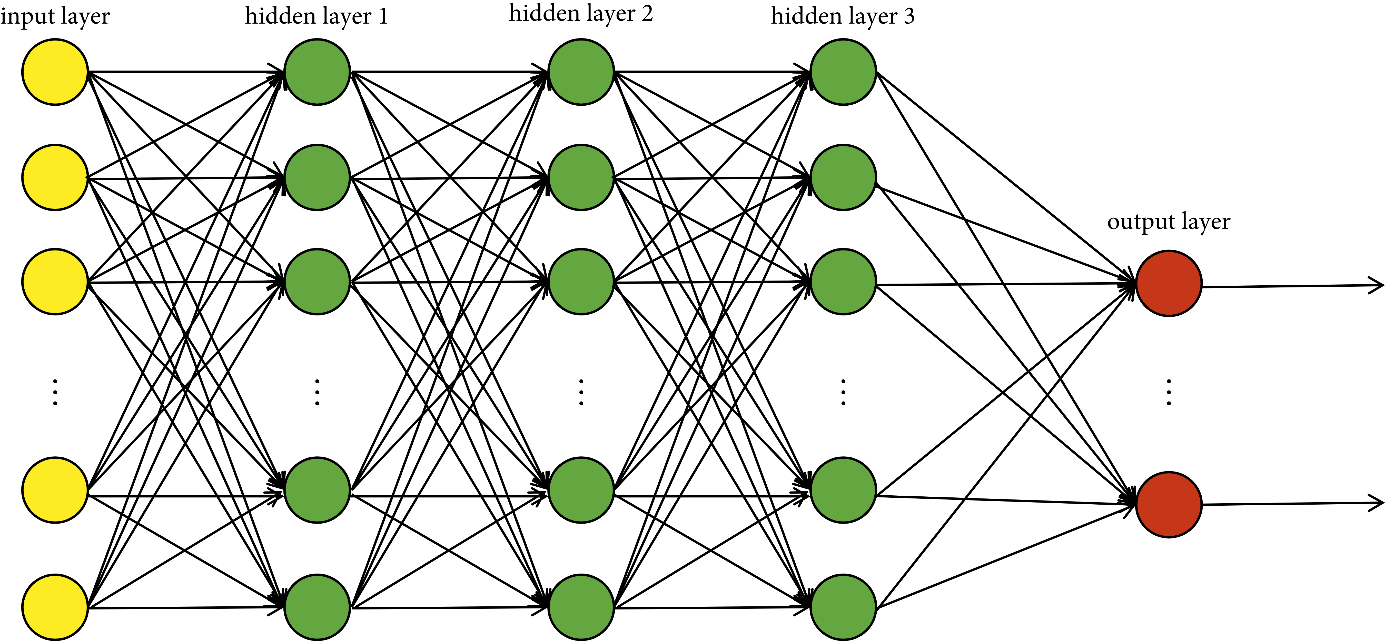 input layer
hidden layer 1
hidden layer 2
hidden layer 3
output layer